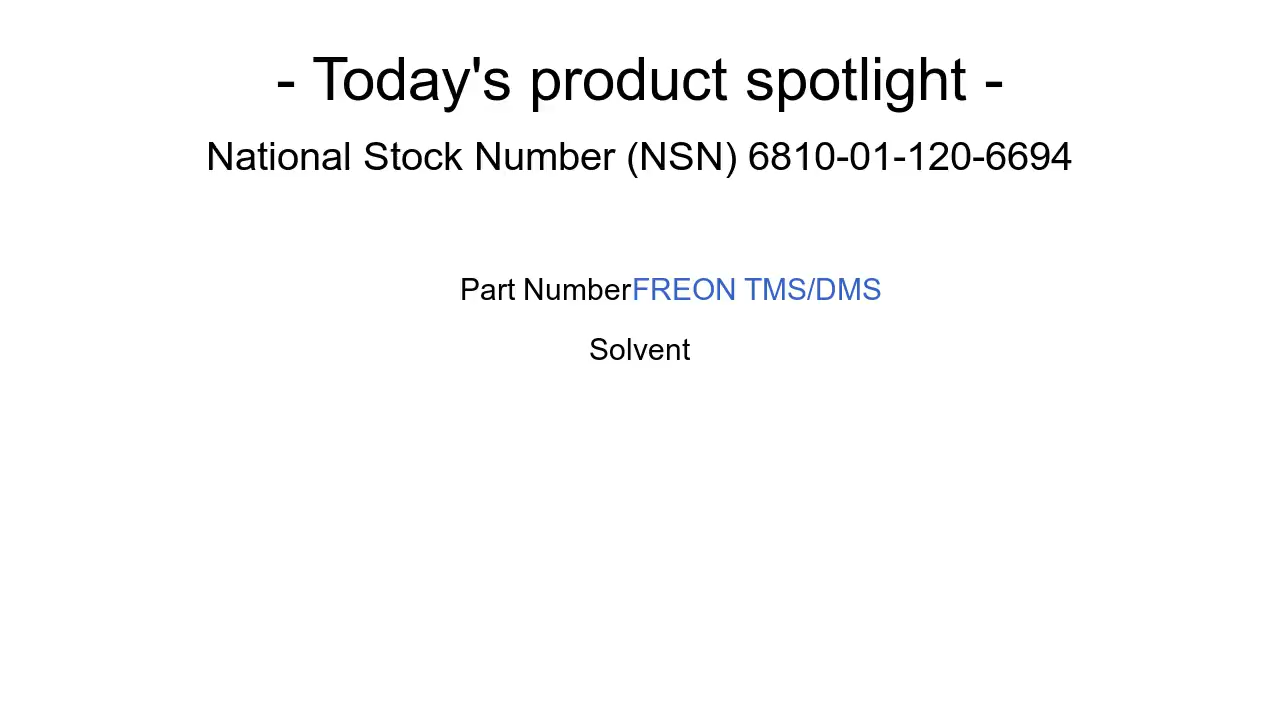 - Today's product spotlight -
National Stock Number (NSN) 6810-01-120-6694
Part NumberFREON TMS/DMS
Solvent